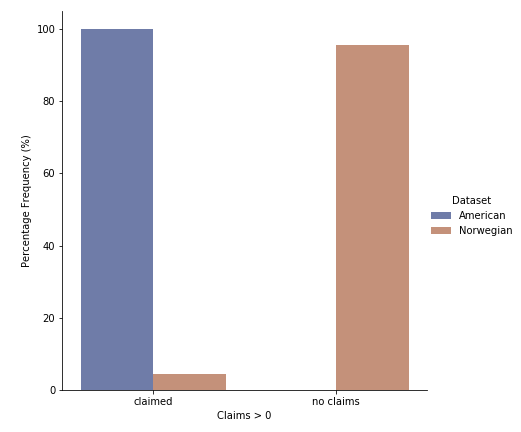 100
80
60
40
20
0
Percentage Frequency (%)
claimed
no claims
Claims > 0
Dataset
American
Norwegian